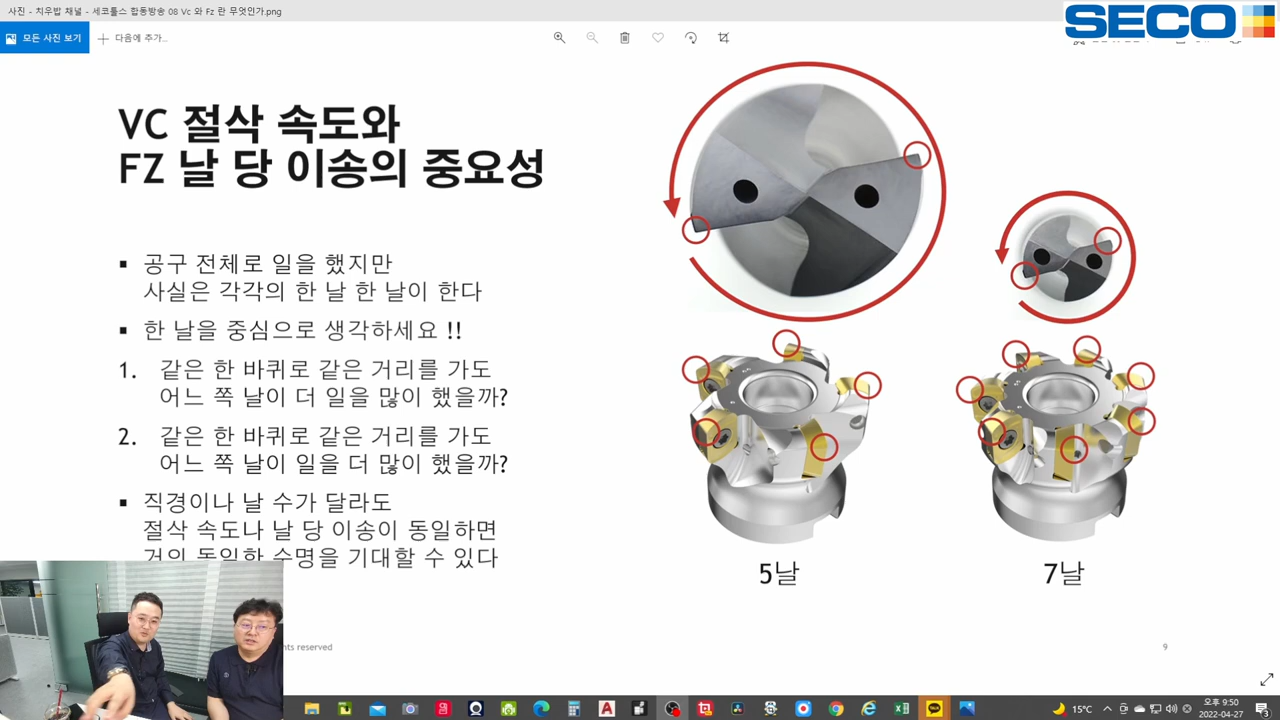 사진 - 치우밥 채널 - 세코툴스 합동방송 08 Vc 와 Fz 란 무엇인가.png
SECO
모든 사진 보기
다음에 추가...
VC 절삭 속도와
FZ 날 당 이송의 중요성
▪ 공구 전체로 일을 했지만
사실은 각각의 한 날 한 날이 한다
▪ 한 날을 중심으로 생각하세요 !!
1. 같은 한 바퀴로 같은 거리를 가도
어느 쪽 날이 더 일을 많이 했을까?
2. 같은 한 바퀴로 같은 거리를 가도
어느 쪽 날이 일을 더 많이 했을까?
▪ 직경이나 날 수가 달라도
절삭 속도나 날 당 이송이 동일하면
거의 동일한 수명을 기대할 수 있다
5날
7날
reserved
9
15°C
오후 9:50
2022-04-27